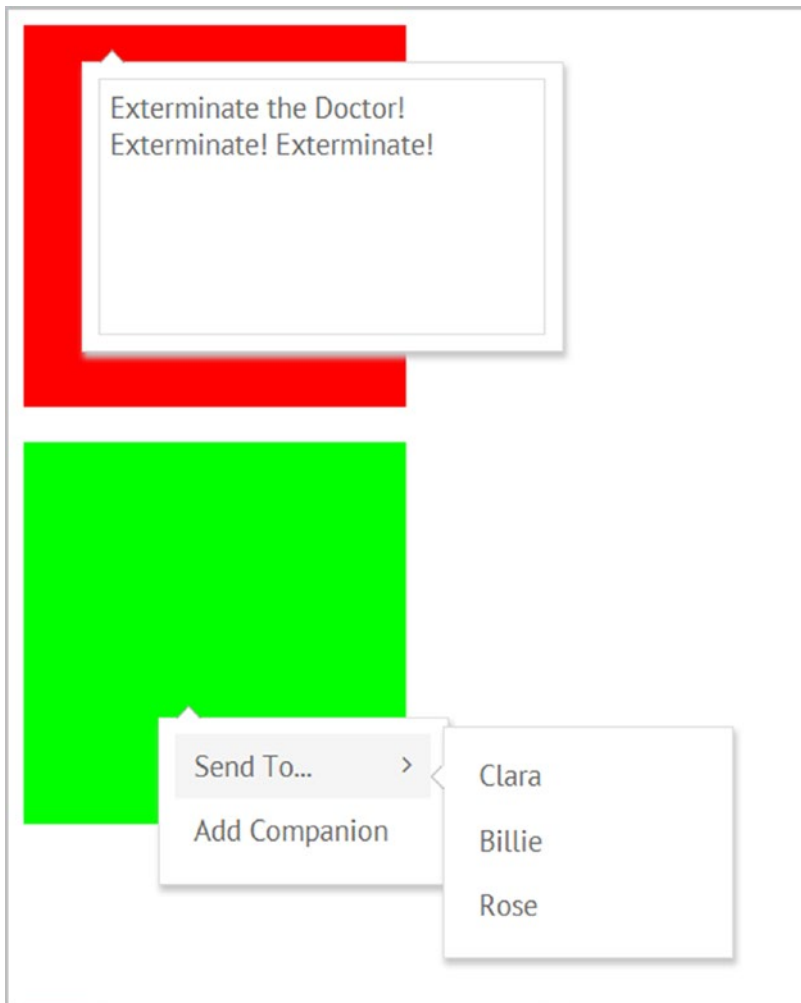 Exterminate the Doctor!
Exterminate! Exterminate!
Send To...
Add Companion
Clara
Billie
Rose